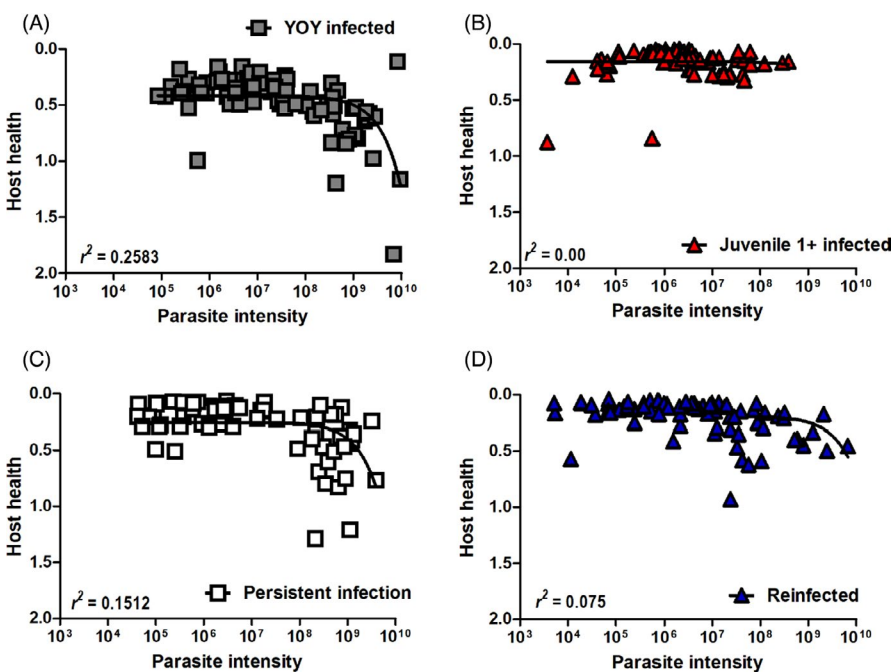 (A)
YOY infected
0.0
0.5
1.0
1.5
2.0
Host health
r² = 0.2583
10³ 10⁴ 10⁵ 10⁶ 10⁷ 10⁸ 10⁹ 10¹⁰
Parasite intensity
(B)
0.0
0.5
1.0
1.5
2.0
Host health
Juvenile 1+ infected
r² = 0.00
10³ 10⁴ 10⁵ 10⁶ 10⁷ 10⁸ 10⁹ 10¹⁰
Parasite intensity
(C)
0.0
0.5
1.0
1.5
2.0
Host health
Persistent infection
r² = 0.1512
10³ 10⁴ 10⁵ 10⁶ 10⁷ 10⁸ 10⁹ 10¹⁰
Parasite intensity
(D)
0.0
0.5
1.0
1.5
2.0
Host health
Reinfected
r² = 0.075
10³ 10⁴ 10⁵ 10⁶ 10⁷ 10⁸ 10⁹ 10¹⁰
Parasite intensity